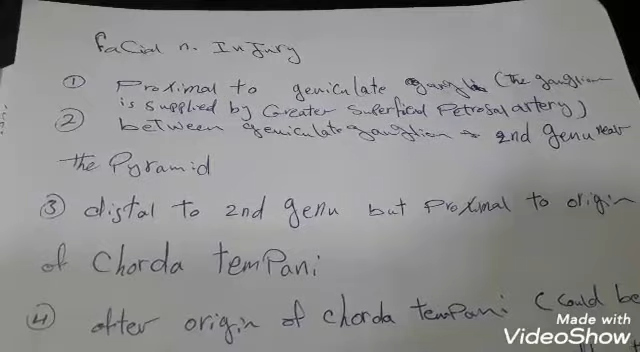 Facial n. Injury
① Proximal to geniculate (The ganglion
is supplied by Greater Superficial Petrosal artery)
② between geniculate ganglion + 2nd genu near
the Pyramid
③ distal to 2nd genu but Proximal to origin
of Chorda temPani
④ after origin of chorda temPani (could be
Made with
VideoShow